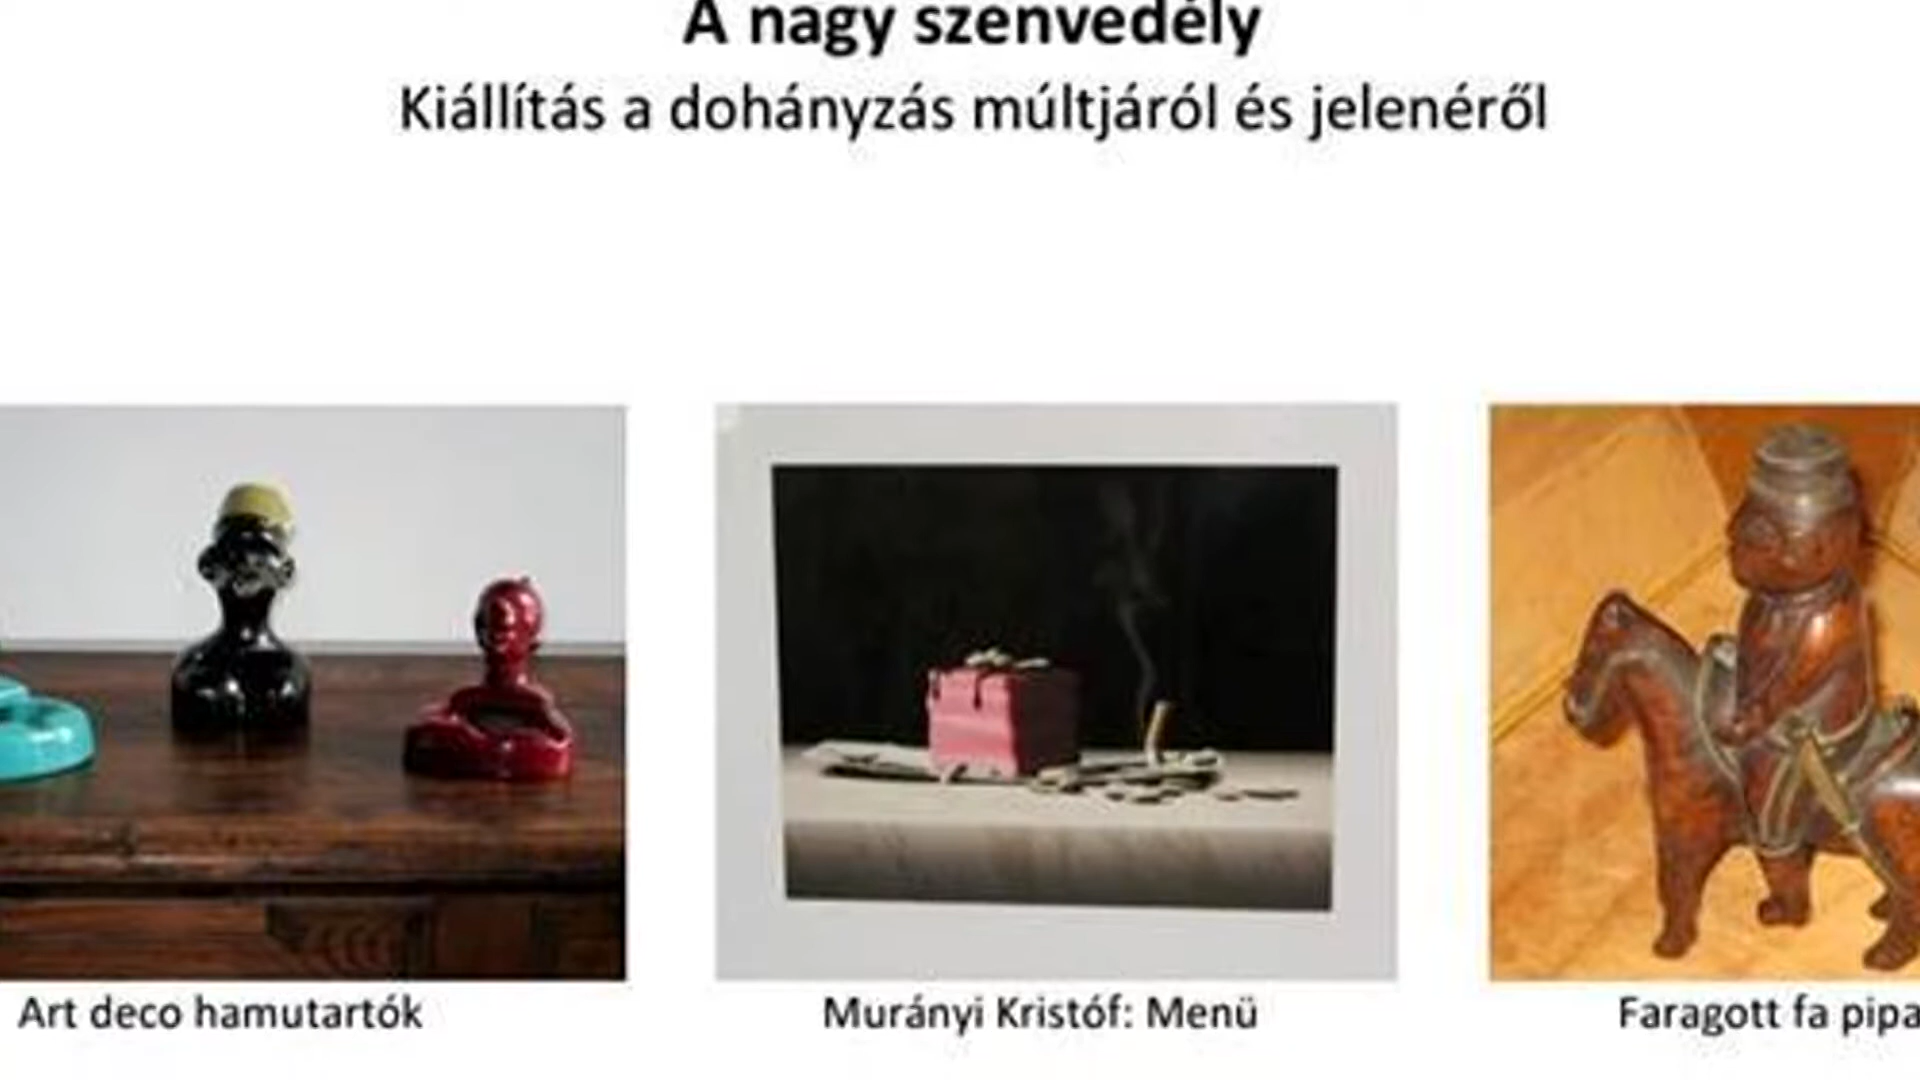 A nagy szenvedély
Kiállítás a dohányzás múltjáról és jelenéről
Art deco hamutartók
Murányi Kristóf: Menü
Faragott fa pipa